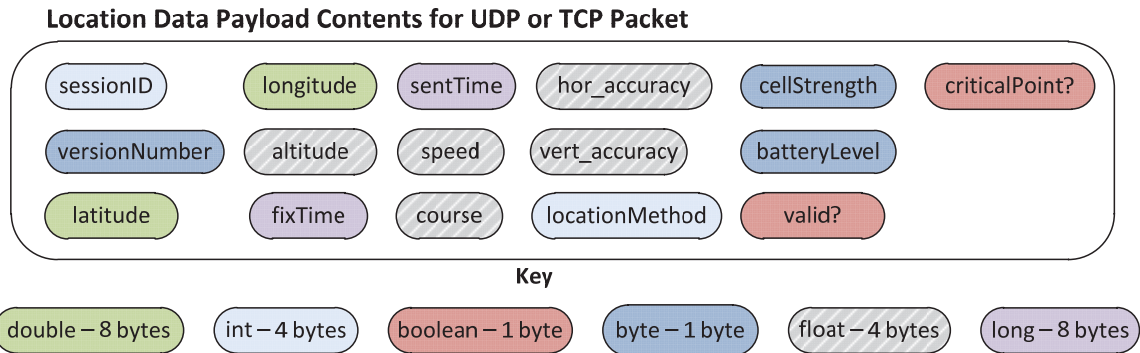 Location Data Payload Contents for UDP or TCP Packet
sessionID longitude sentTime hor_accuracy cellStrength criticalPoint?
versionNumber altitude speed vert_accuracy batteryLevel
latitude fixTime course locationMethod valid?
Key
double – 8 bytes int – 4 bytes boolean – 1 byte byte – 1 byte float – 4 bytes long – 8 bytes